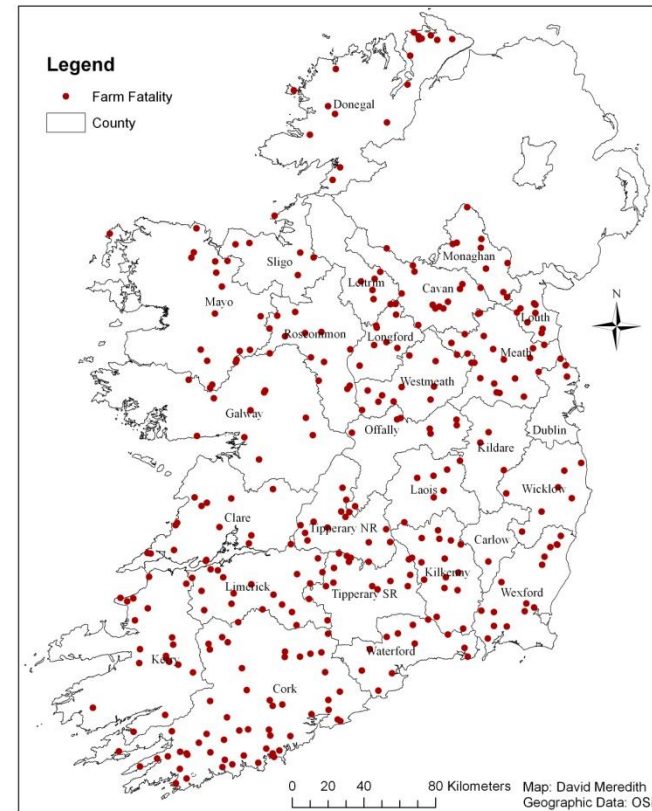 Legend
Farm Fatality
County
Donegal
N
Monaghan
Sligo
Leitrim
Cavan
Mayo
Louth
Roscommon
Longford
Meath
Westmeath
Galway
Offally
Dublin
Kildare
Laois
Wicklow
Clare
Tipperary NR
Carlow
Limerick
Kilkenny
Tipperary SR
Wexford
Waterford
Kerry
Cork
0 20 40 80 Kilometers
Map: David Meredith
Geographic Data: OS